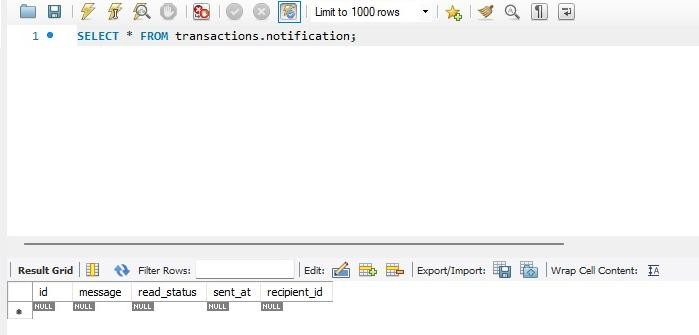 Limit to 1000 rows
1 SELECT * FROM transactions.notification;
Result Grid Filter Rows: Edit: Export/Import: Wrap Cell Content: IA
id message read_status sent_at recipient_id
* NULL NULL NULL NULL NULL